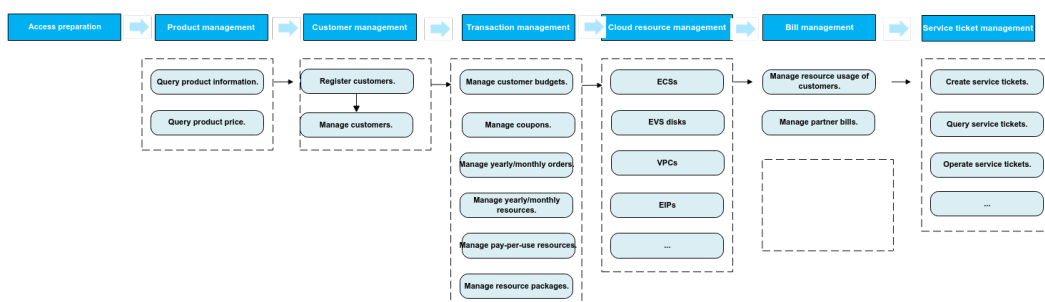 Access preparation
Product management
Customer management
Transaction management
Cloud resource management
Bill management
Service ticket management
Query product information.
Query product price.
Register customers.
Manage customers.
Manage customer budgets.
Manage coupons.
Manage yearly/monthly orders.
Manage yearly/monthly
resources.
Manage pay-per-use resources.
Manage resource packages.
ECSs
EVS disks
VPCs
EIPs
...
Manage resource usage of
customers.
Manage partner bills.
Create service tickets.
Query service tickets.
Operate service tickets.
...